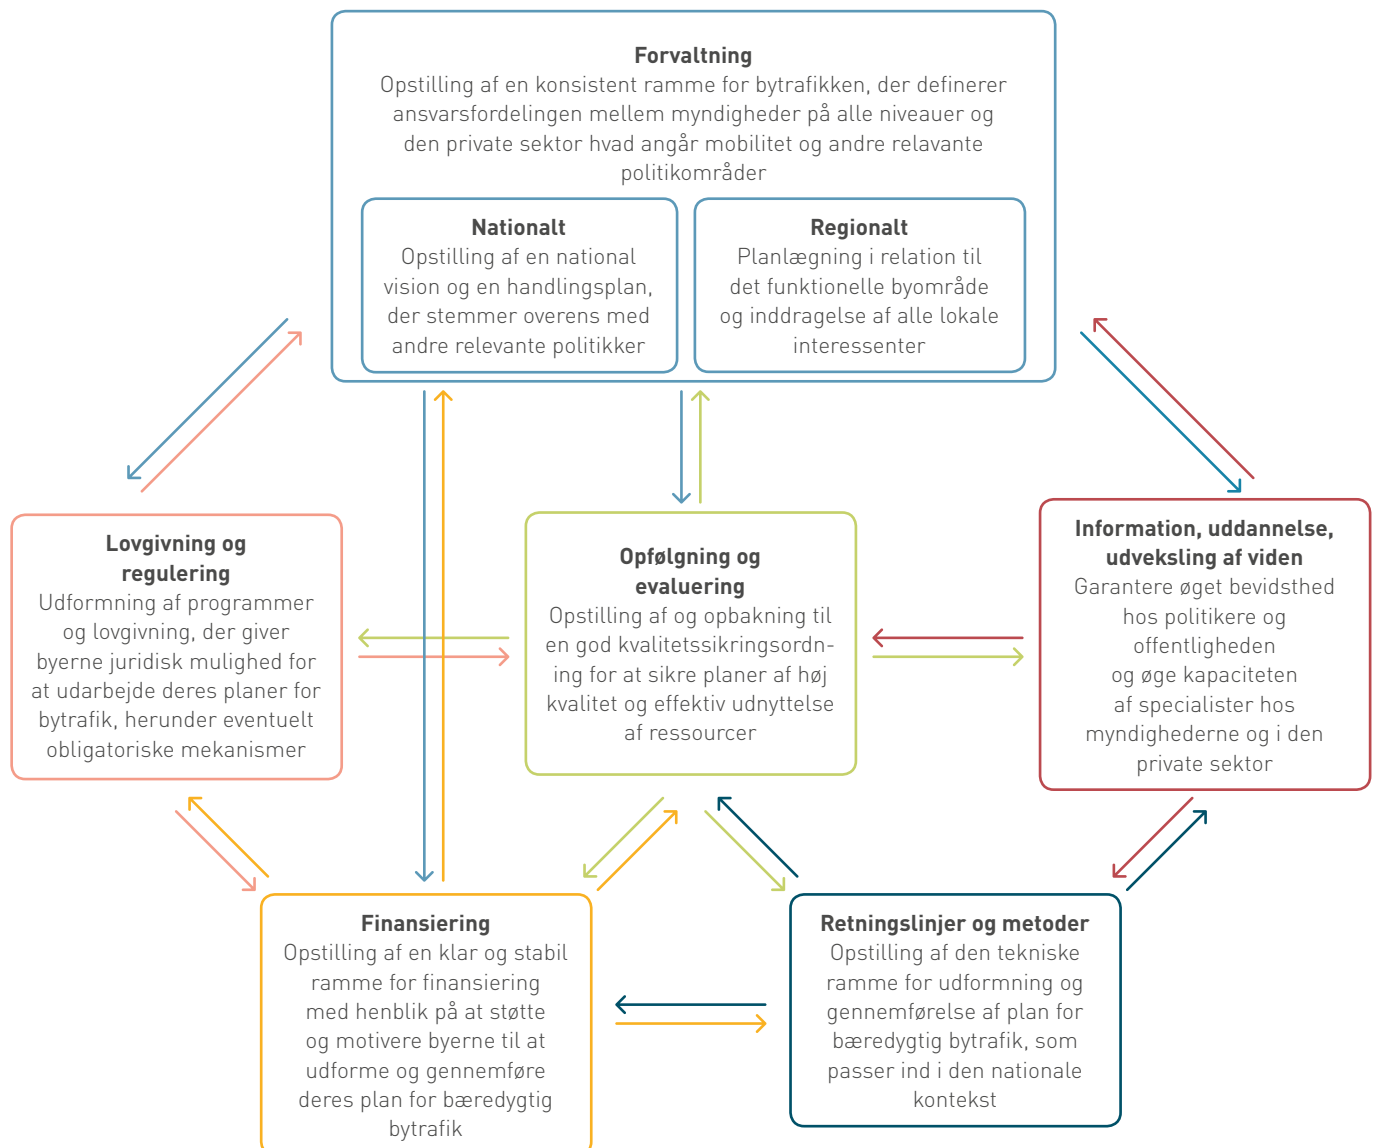 Forvaltning
Opstilling af en konsistent ramme for bytrafikken, der definerer
ansvarsfordelingen mellem myndigheder på alle niveauer og
den private sektor hvad angår mobilitet og andre relavante
politikområder
Nationalt
Opstilling af en national
vision og en handlingsplan,
der stemmer overens med
andre relevante politikker
Regionalt
Planlægning i relation til
det funktionelle byområde
og inddragelse af alle lokale
interessenter
Lovgivning og
regulering
Udformning af programmer
og lovgivning, der giver
byerne juridisk mulighed for
at udarbejde deres planer for
bytrafik, herunder eventuelt
obligatoriske mekanismer
Opfølgning og
evaluering
Opstilling af og opbakning til
en god kvalitetssikringsordn-
ing for at sikre planer af høj
kvalitet og effektiv udnyttelse
af ressourcer
Information, uddannelse,
udveksling af viden
Garantere øget bevidsthed
hos politikere og
offentligheden
og øge kapaciteten
af specialister hos
myndighederne og i den
private sektor
Finansiering
Opstilling af en klar og stabil
ramme for finansiering
med henblik på at støtte
og motivere byerne til at
udforme og gennemføre
deres plan for bæredygtig
bytrafik
Retningslinjer og metoder
Opstilling af den tekniske
ramme for udformning og
gennemførelse af plan for
bæredygtig bytrafik, som
passer ind i den nationale
kontekst